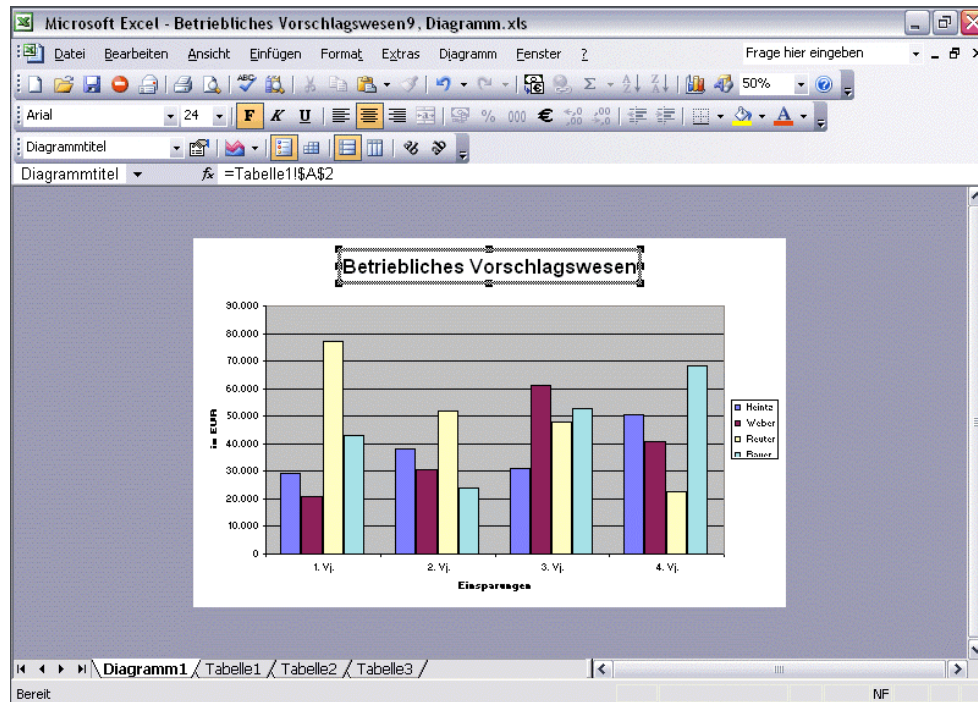 Microsoft Excel - Betriebliches Vorschlagswesen9, Diagramm.xls
Datei Bearbeiten Ansicht Einfügen Format Extras Diagramm Fenster ? Frage hier eingeben
50%
Arial 24 F K U % 000 €
Diagrammtitel
Diagrammtitel fx =Tabelle1!$A$2
Betriebliches Vorschlagswesen
90.000
80.000
70.000
60.000
50.000
40.000
30.000
20.000
10.000
0
in EUR
1. Vj. 2. Vj. 3. Vj. 4. Vj.
Einsparungen
Heintz
Weber
Reuter
Bauer
Diagramm1 Tabelle1 Tabelle2 Tabelle3
Bereit NF